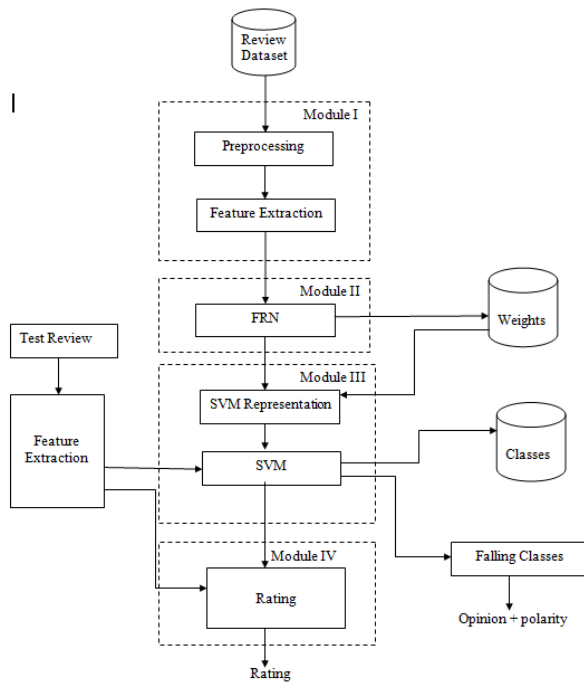 Review
Dataset
|
Module I
Preprocessing
Feature Extraction
Module II
FRN
Weights
Test Review
Module III
SVM Representation
Feature
Extraction
SVM
Classes
Module IV
Falling Classes
Rating
Opinion + polarity
Rating